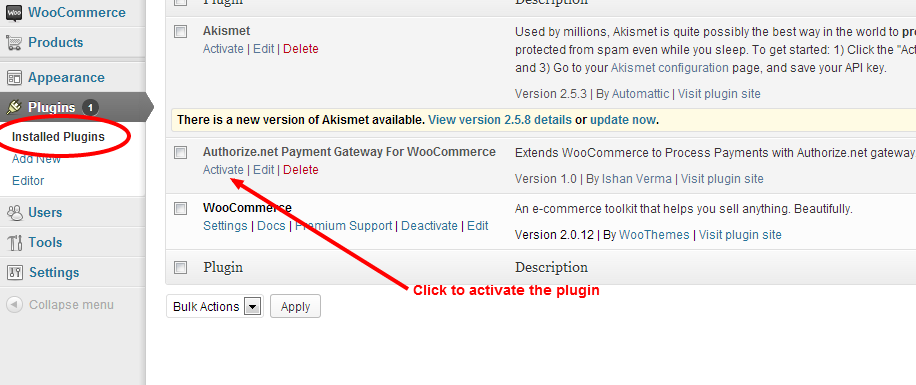 WooCommerce
Products
Appearance
Plugins 1
Installed Plugins
Add New
Editor
Users
Tools
Settings
Collapse menu
Plugin Description
Akismet
Activate | Edit | Delete
Used by millions, Akismet is quite possibly the best way in the world to
protected from spam even while you sleep. To get started: 1) Click the "Act
and 3) Go to your Akismet configuration page, and save your API key.
Version 2.5.3 | By Automattic | Visit plugin site
There is a new version of Akismet available. View version 2.5.8 details or update now.
Authorize.net Payment Gateway For WooCommerce
Activate | Edit | Delete
Extends WooCommerce to Process Payments with Authorize.net gateway
Version 1.0 | By Ishan Verma | Visit plugin site
WooCommerce
Settings | Docs | Premium Support | Deactivate | Edit
An e-commerce toolkit that helps you sell anything. Beautifully.
Version 2.0.12 | By WooThemes | Visit plugin site
Plugin Description
Click to activate the plugin
Bulk Actions Apply